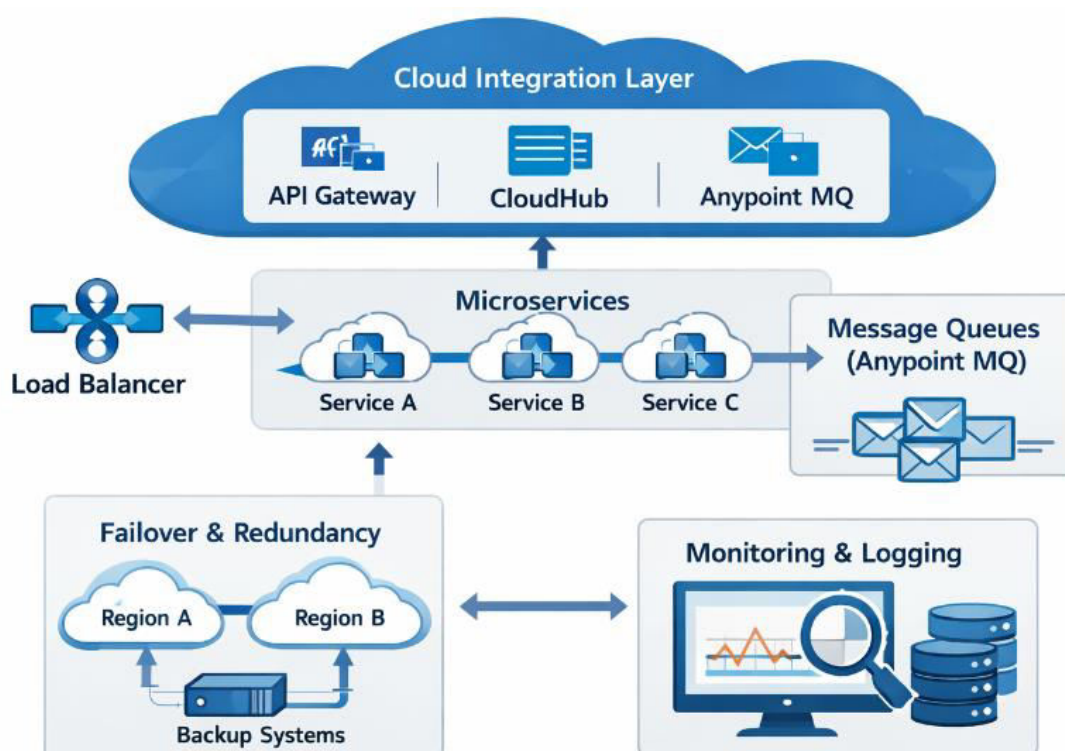 Cloud Integration Layer
API Gateway
CloudHub
Anypoint MQ
Microservices
Service A
Service B
Service C
Load Balancer
Message Queues
(Anypoint MQ)
Failover & Redundancy
Region A
Region B
Backup Systems
Monitoring & Logging